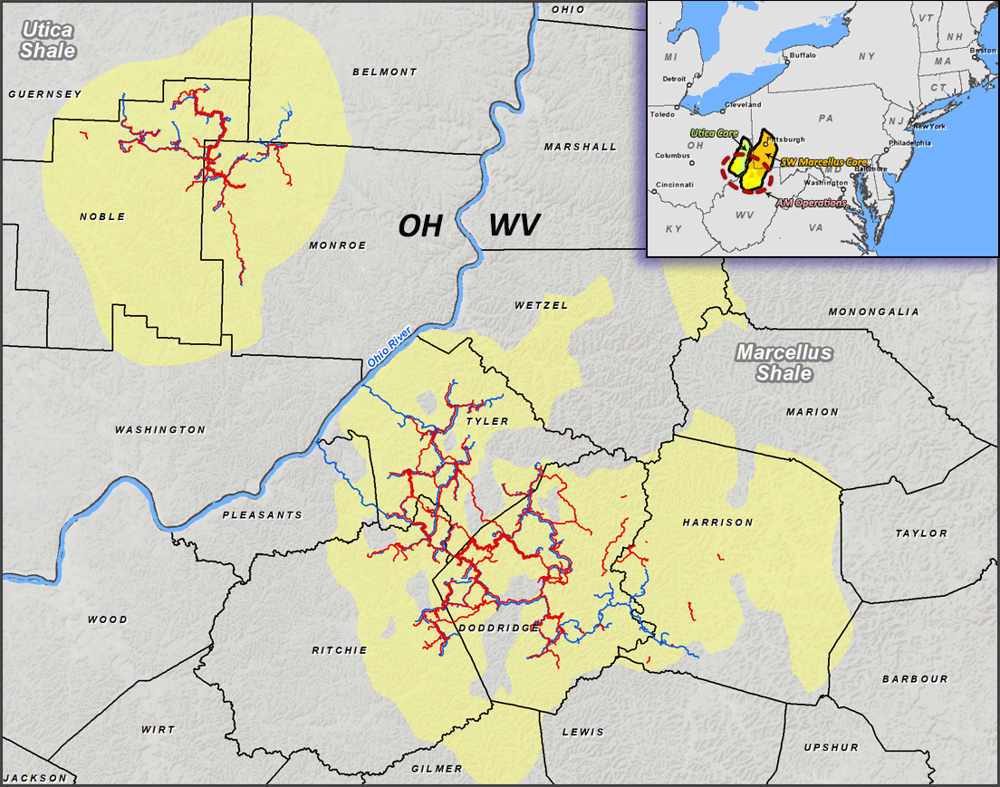 Utica
Shale
OHIO
BELMONT
GUERNSEY
MARSHALL
NOBLE
MONROE
OH
WV
WETZEL
MONONGALIA
Ohio River
Marcellus
Shale
MARION
WASHINGTON
TYLER
PLEASANTS
HARRISON
TAYLOR
WOOD
DODDRIDGE
RITCHIE
BARBOUR
WIRT
LEWIS
UPSHUR
GILMER
JACKSON
VT
NH
MI
Buffalo
NY
MA
Boston
Detroit
CT
Cleveland
Toledo
PA
NJ
New York
Utica Core
OH
Pittsburgh
Philadelphia
Columbus
SW Marcellus Core
MD
Baltimore
Washington
Cincinnati
AM Operations
WV
KY
VA